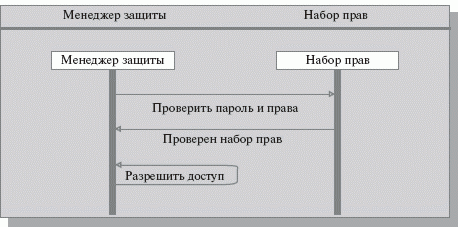 Менеджер защиты Набор прав
Менеджер защиты Набор прав
Проверить пароль и права
Проверен набор прав
Разрешить доступ